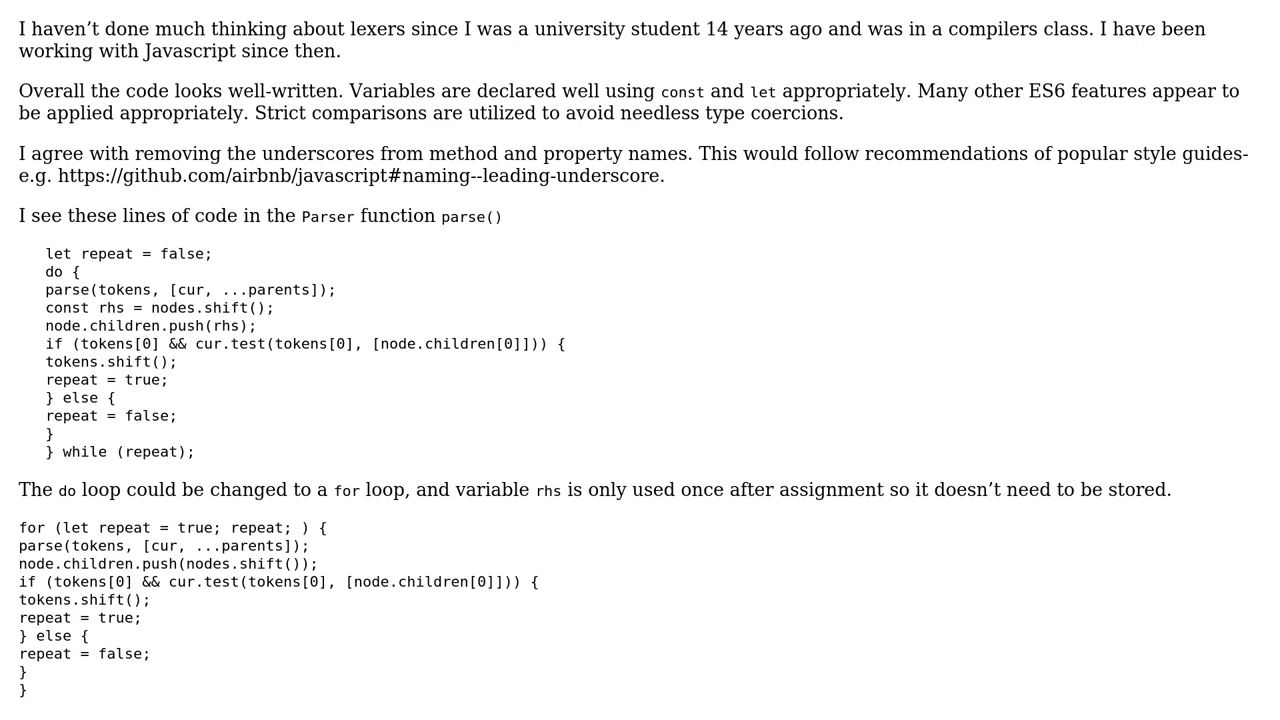 I haven’t done much thinking about lexers since I was a university student 14 years ago and was in a compilers class. I have been
working with Javascript since then.
Overall the code looks well-written. Variables are declared well using const and let appropriately. Many other ES6 features appear to
be applied appropriately. Strict comparisons are utilized to avoid needless type coercions.
I agree with removing the underscores from method and property names. This would follow recommendations of popular style guides-
e.g. https://github.com/airbnb/javascript#naming--leading-underscore.
I see these lines of code in the Parser function parse()
let repeat = false;
do {
parse(tokens, [cur, ...parents]);
const rhs = nodes.shift();
node.children.push(rhs);
if (tokens[0] && cur.test(tokens[0], [node.children[0]])) {
tokens.shift();
repeat = true;
} else {
repeat = false;
}
} while (repeat);
The do loop could be changed to a for loop, and variable rhs is only used once after assignment so it doesn’t need to be stored.
for (let repeat = true; repeat; ) {
parse(tokens, [cur, ...parents]);
node.children.push(nodes.shift());
if (tokens[0] && cur.test(tokens[0], [node.children[0]])) {
tokens.shift();
repeat = true;
} else {
repeat = false;
}
}